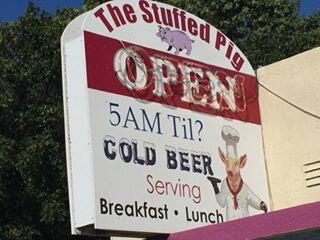 The Stuffed Pig
OPEN
5AM Til?
COLD BEER
Serving
Breakfast • Lunch